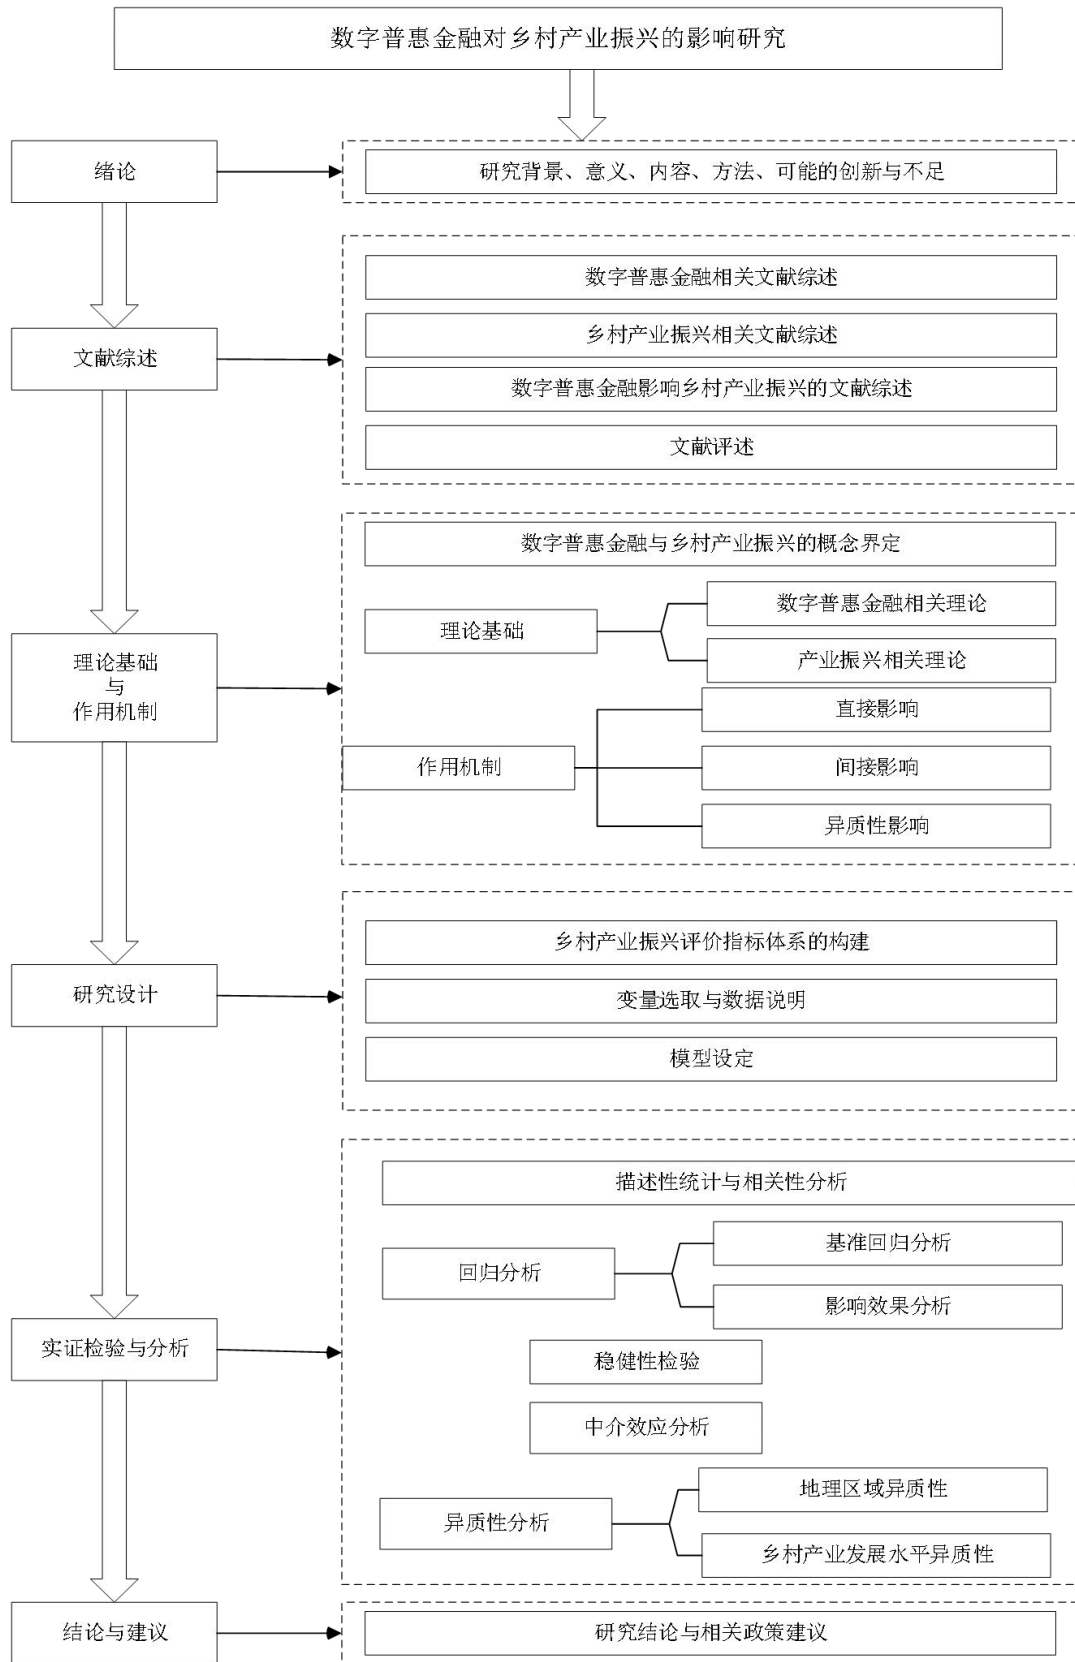 数字普惠金融对乡村产业振兴的影响研究
绪论
研究背景、意义、内容、方法、可能的创新与不足
文献综述
数字普惠金融相关文献综述
乡村产业振兴相关文献综述
数字普惠金融影响乡村产业振兴的文献综述
文献评述
理论基础
与
作用机制
数字普惠金融与乡村产业振兴的概念界定
理论基础
数字普惠金融相关理论
产业振兴相关理论
作用机制
直接影响
间接影响
异质性影响
研究设计
乡村产业振兴评价指标体系的构建
变量选取与数据说明
模型设定
实证检验与分析
描述性统计与相关性分析
回归分析
基准回归分析
影响效果分析
稳健性检验
中介效应分析
异质性分析
地理区域异质性
乡村产业发展水平异质性
结论与建议
研究结论与相关政策建议